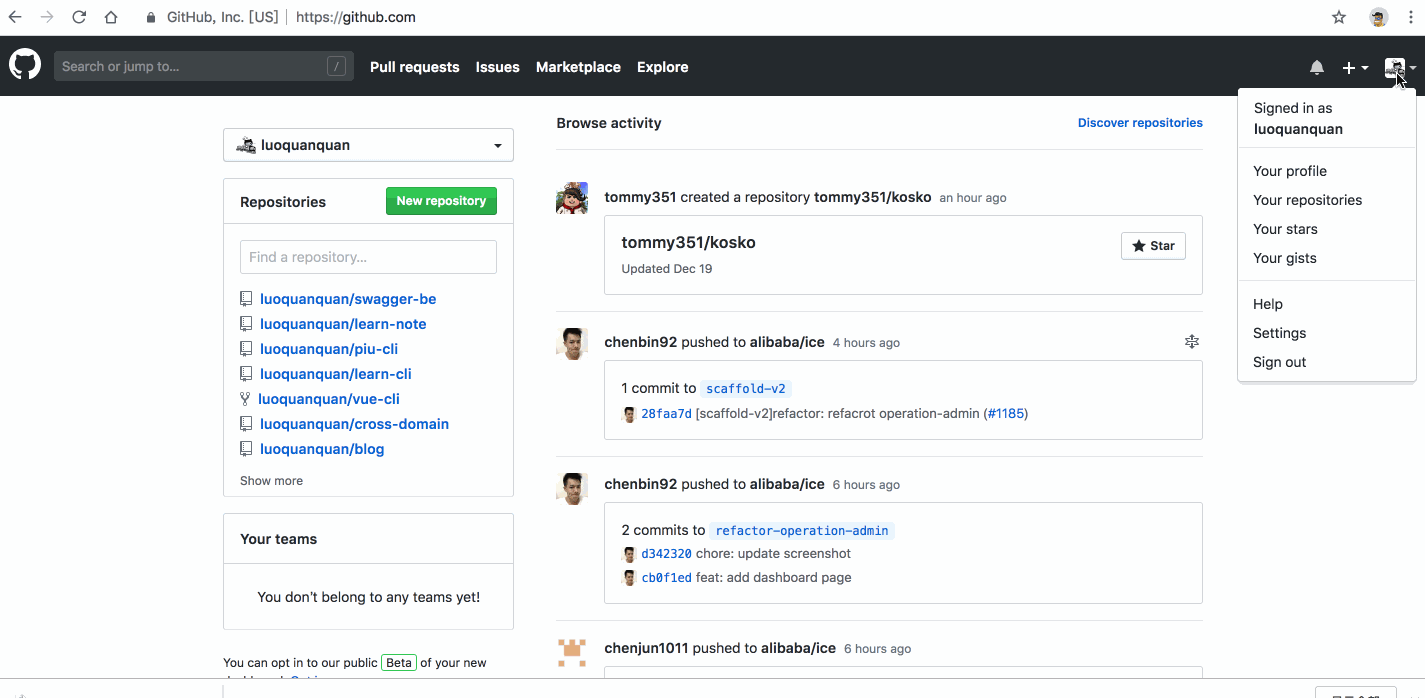 GitHub, Inc. [US] https://github.com
Search or jump to... /
Pull requests Issues Marketplace Explore
Signed in as
luoquanquan
Your profile
Your repositories
Your stars
Your gists
Help
Settings
Sign out
luoquanquan
Repositories New repository
Find a repository...
luoquanquan/swagger-be
luoquanquan/learn-note
luoquanquan/piu-cli
luoquanquan/learn-cli
luoquanquan/vue-cli
luoquanquan/cross-domain
luoquanquan/blog
Show more
Your teams
You don't belong to any teams yet!
You can opt in to our public Beta of your new
Browse activity Discover repositories
tommy351 created a repository tommy351/kosko an hour ago
tommy351/kosko
Star
Updated Dec 19
chenbin92 pushed to alibaba/ice 4 hours ago
1 commit to scaffold-v2
28faa7d [scaffold-v2]refactor: refacrot operation-admin (#1185)
chenbin92 pushed to alibaba/ice 6 hours ago
2 commits to refactor-operation-admin
d342320 chore: update screenshot
cb0f1ed feat: add dashboard page
chenjun1011 pushed to alibaba/ice 6 hours ago